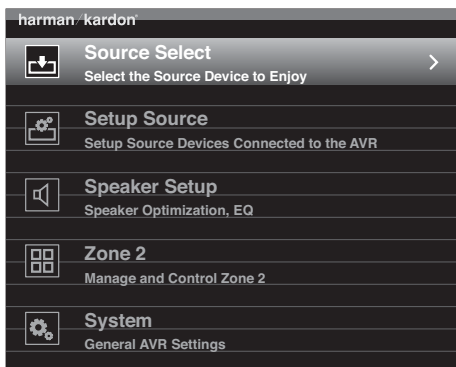 harman/kardon®
Source Select
Select the Source Device to Enjoy
Setup Source
Setup Source Devices Connected to the AVR
Speaker Setup
Speaker Optimization, EQ
Zone 2
Manage and Control Zone 2
System
General AVR Settings